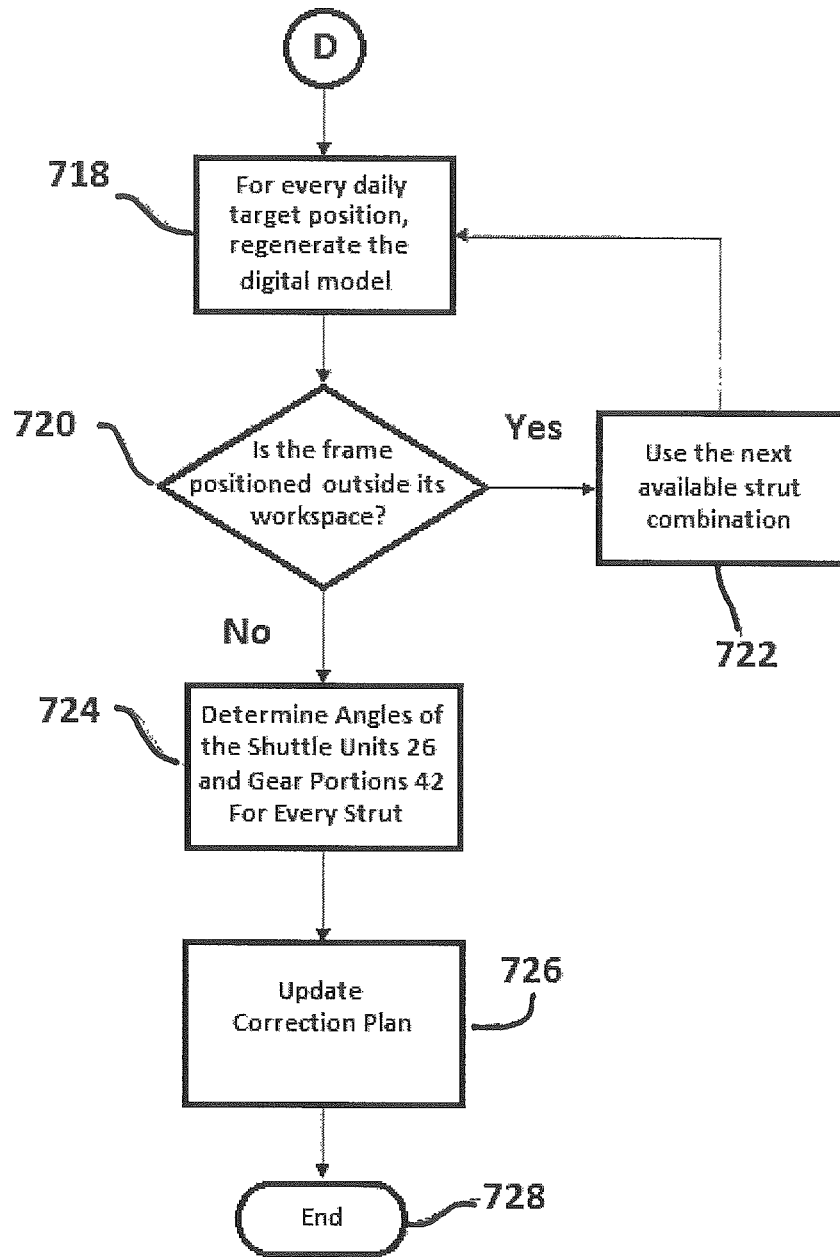 D
718
For every daily
target position,
regenerate the
digital model
720
Is the frame
positioned outside its
workspace?
Yes
Use the next
available strut
combination
722
No
724
Determine Angles of
the Shuttle Units 26
and Gear Portions 42
For Every Strut
726
Update
Correction Plan
End
728